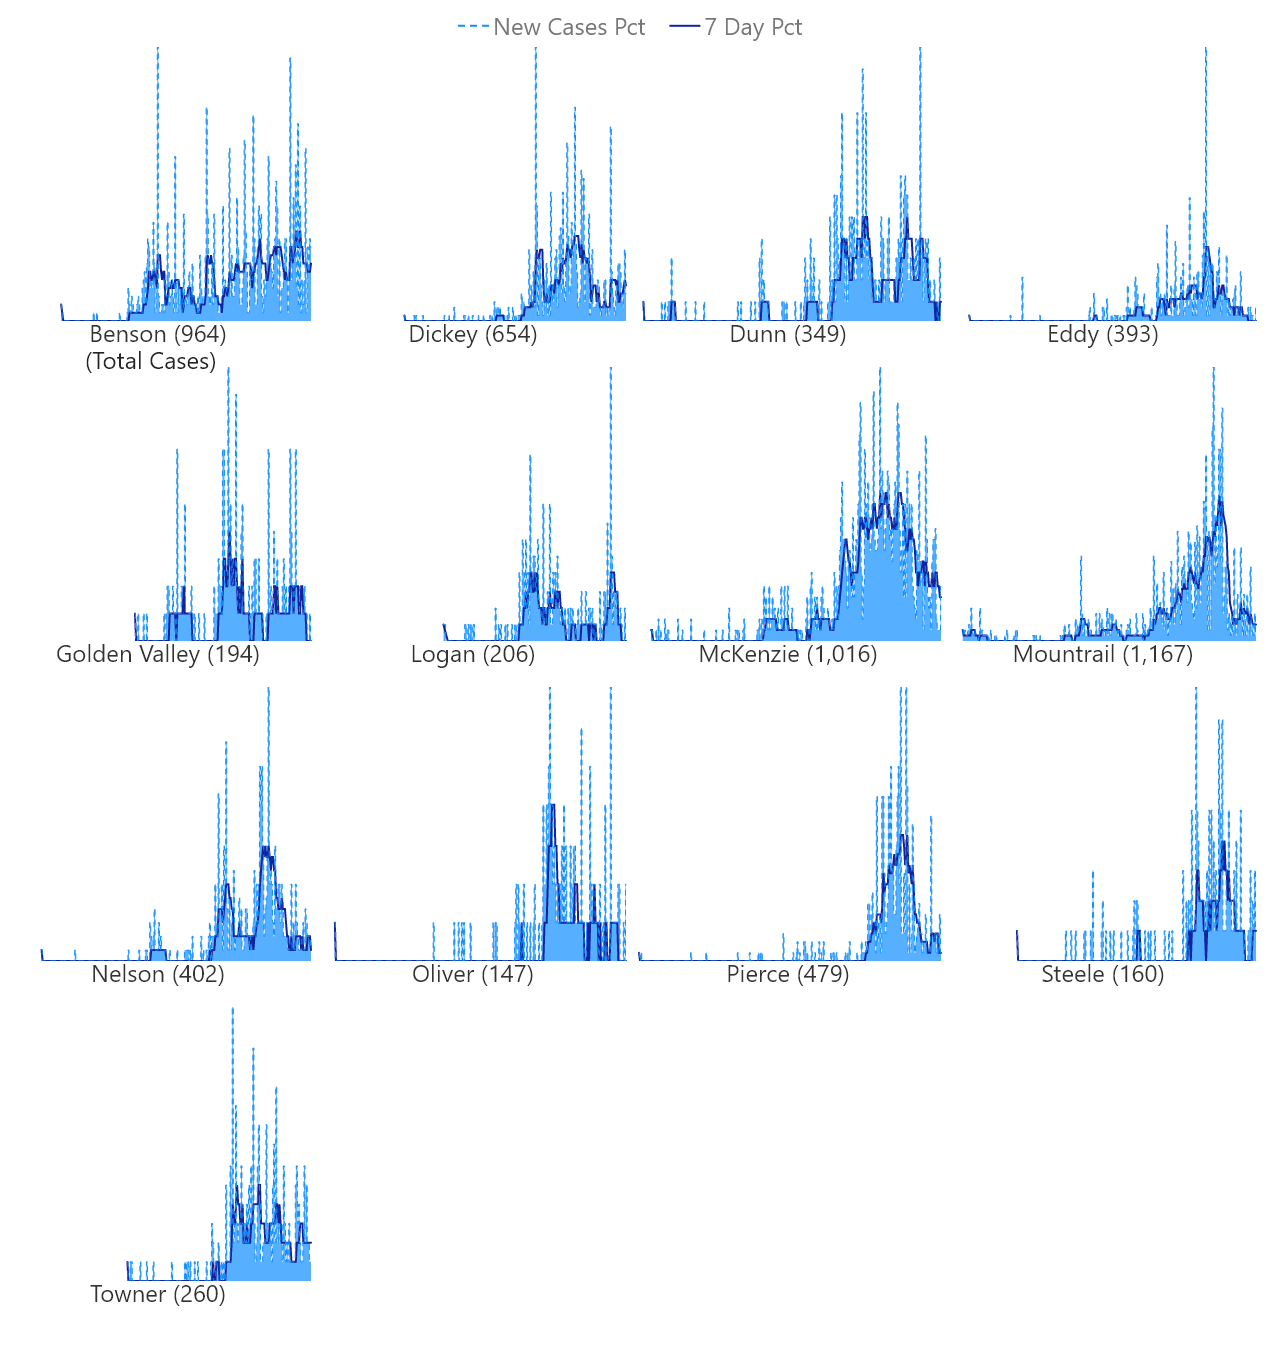 New Cases Pct 7 Day Pct
Benson (964) Dickey (654) Dunn (349) Eddy (393)
(Total Cases)
Golden Valley (194) Logan (206) McKenzie (1,016) Mountrail (1,167)
Nelson (402) Oliver (147) Pierce (479) Steele (160)
Towner (260)